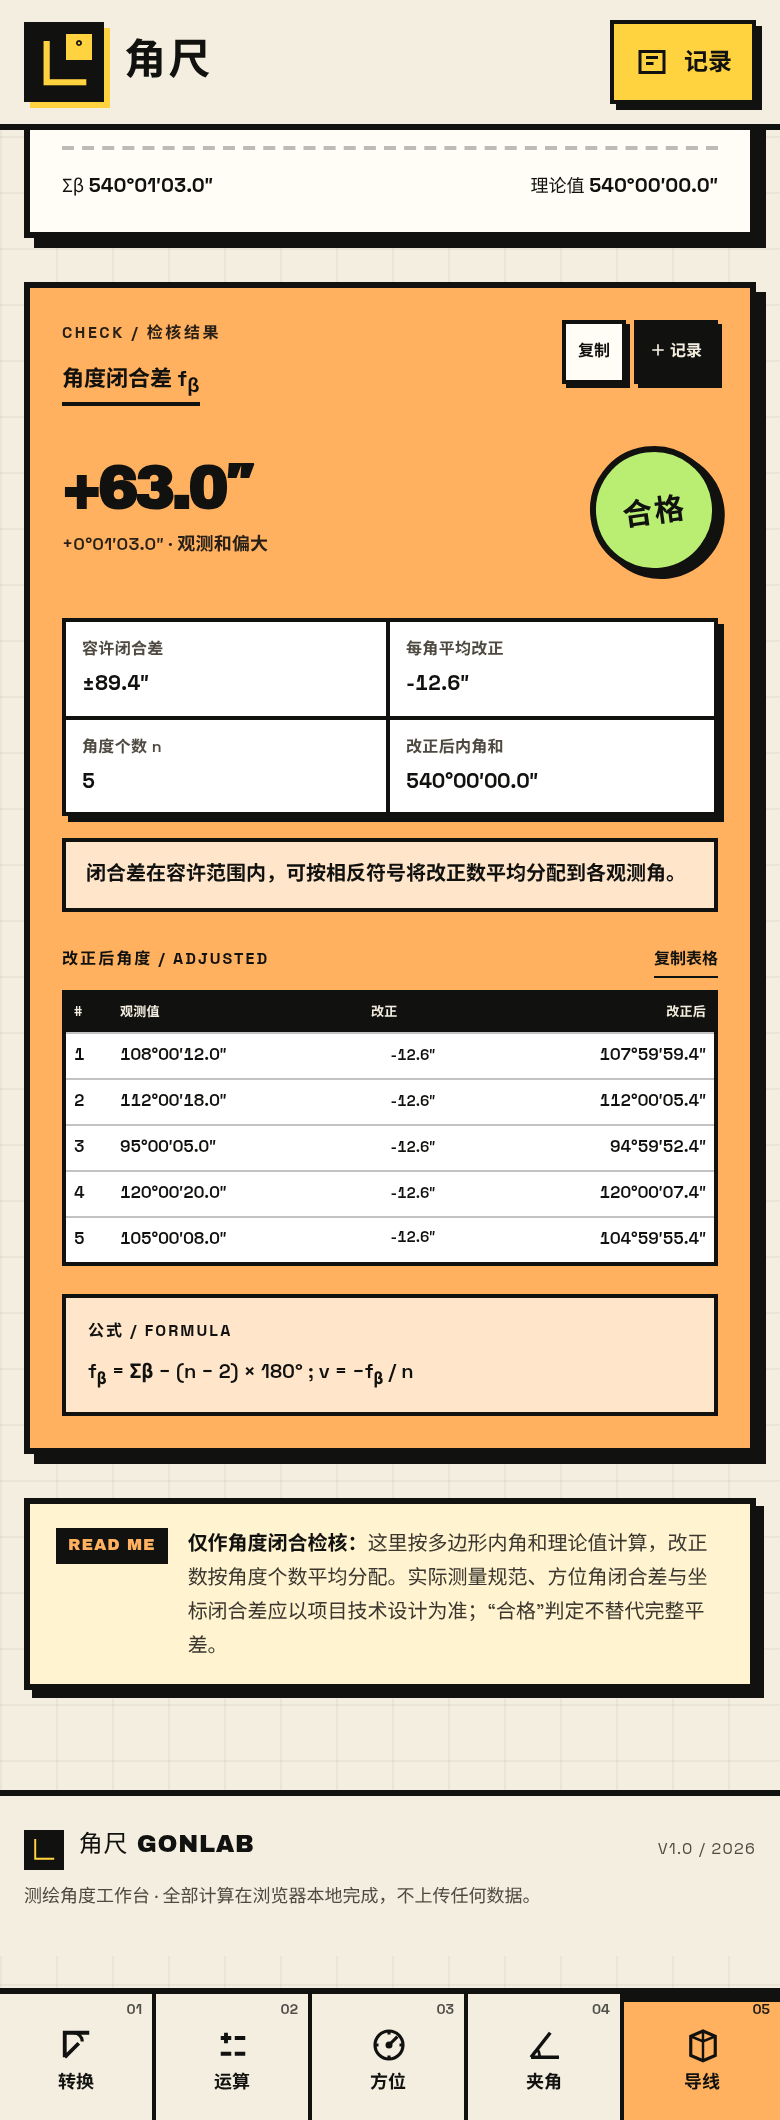 角尺
记录
Σβ 540°01′03.0″ 理论值 540°00′00.0″
CHECK / 检核结果
复制
+ 记录
角度闭合差 fβ
+63.0″
合格
+0°01′03.0″ · 观测和偏大
容许闭合差 每角平均改正
±89.4″ -12.6″
角度个数 n 改正后内角和
5 540°00′00.0″
闭合差在容许范围内，可按相反符号将改正数平均分配到各观测角。
改正后角度 / ADJUSTED 复制表格
# 观测值 改正 改正后
1 108°00′12.0″ -12.6″ 107°59′59.4″
2 112°00′18.0″ -12.6″ 112°00′05.4″
3 95°00′05.0″ -12.6″ 94°59′52.4″
4 120°00′20.0″ -12.6″ 120°00′07.4″
5 105°00′08.0″ -12.6″ 104°59′55.4″
公式 / FORMULA
fβ = Σβ − (n − 2) × 180° ; v = −fβ / n
READ ME
仅作角度闭合检核：这里按多边形内角和理论值计算，改正
数按角度个数平均分配。实际测量规范、方位角闭合差与坐
标闭合差应以项目技术设计为准；“合格”判定不替代完整平
差。
角尺 GONLAB
V1.0 / 2026
测绘角度工作台 · 全部计算在浏览器本地完成，不上传任何数据。
01 02 03 04 05
转换 运算 方位 夹角 导线